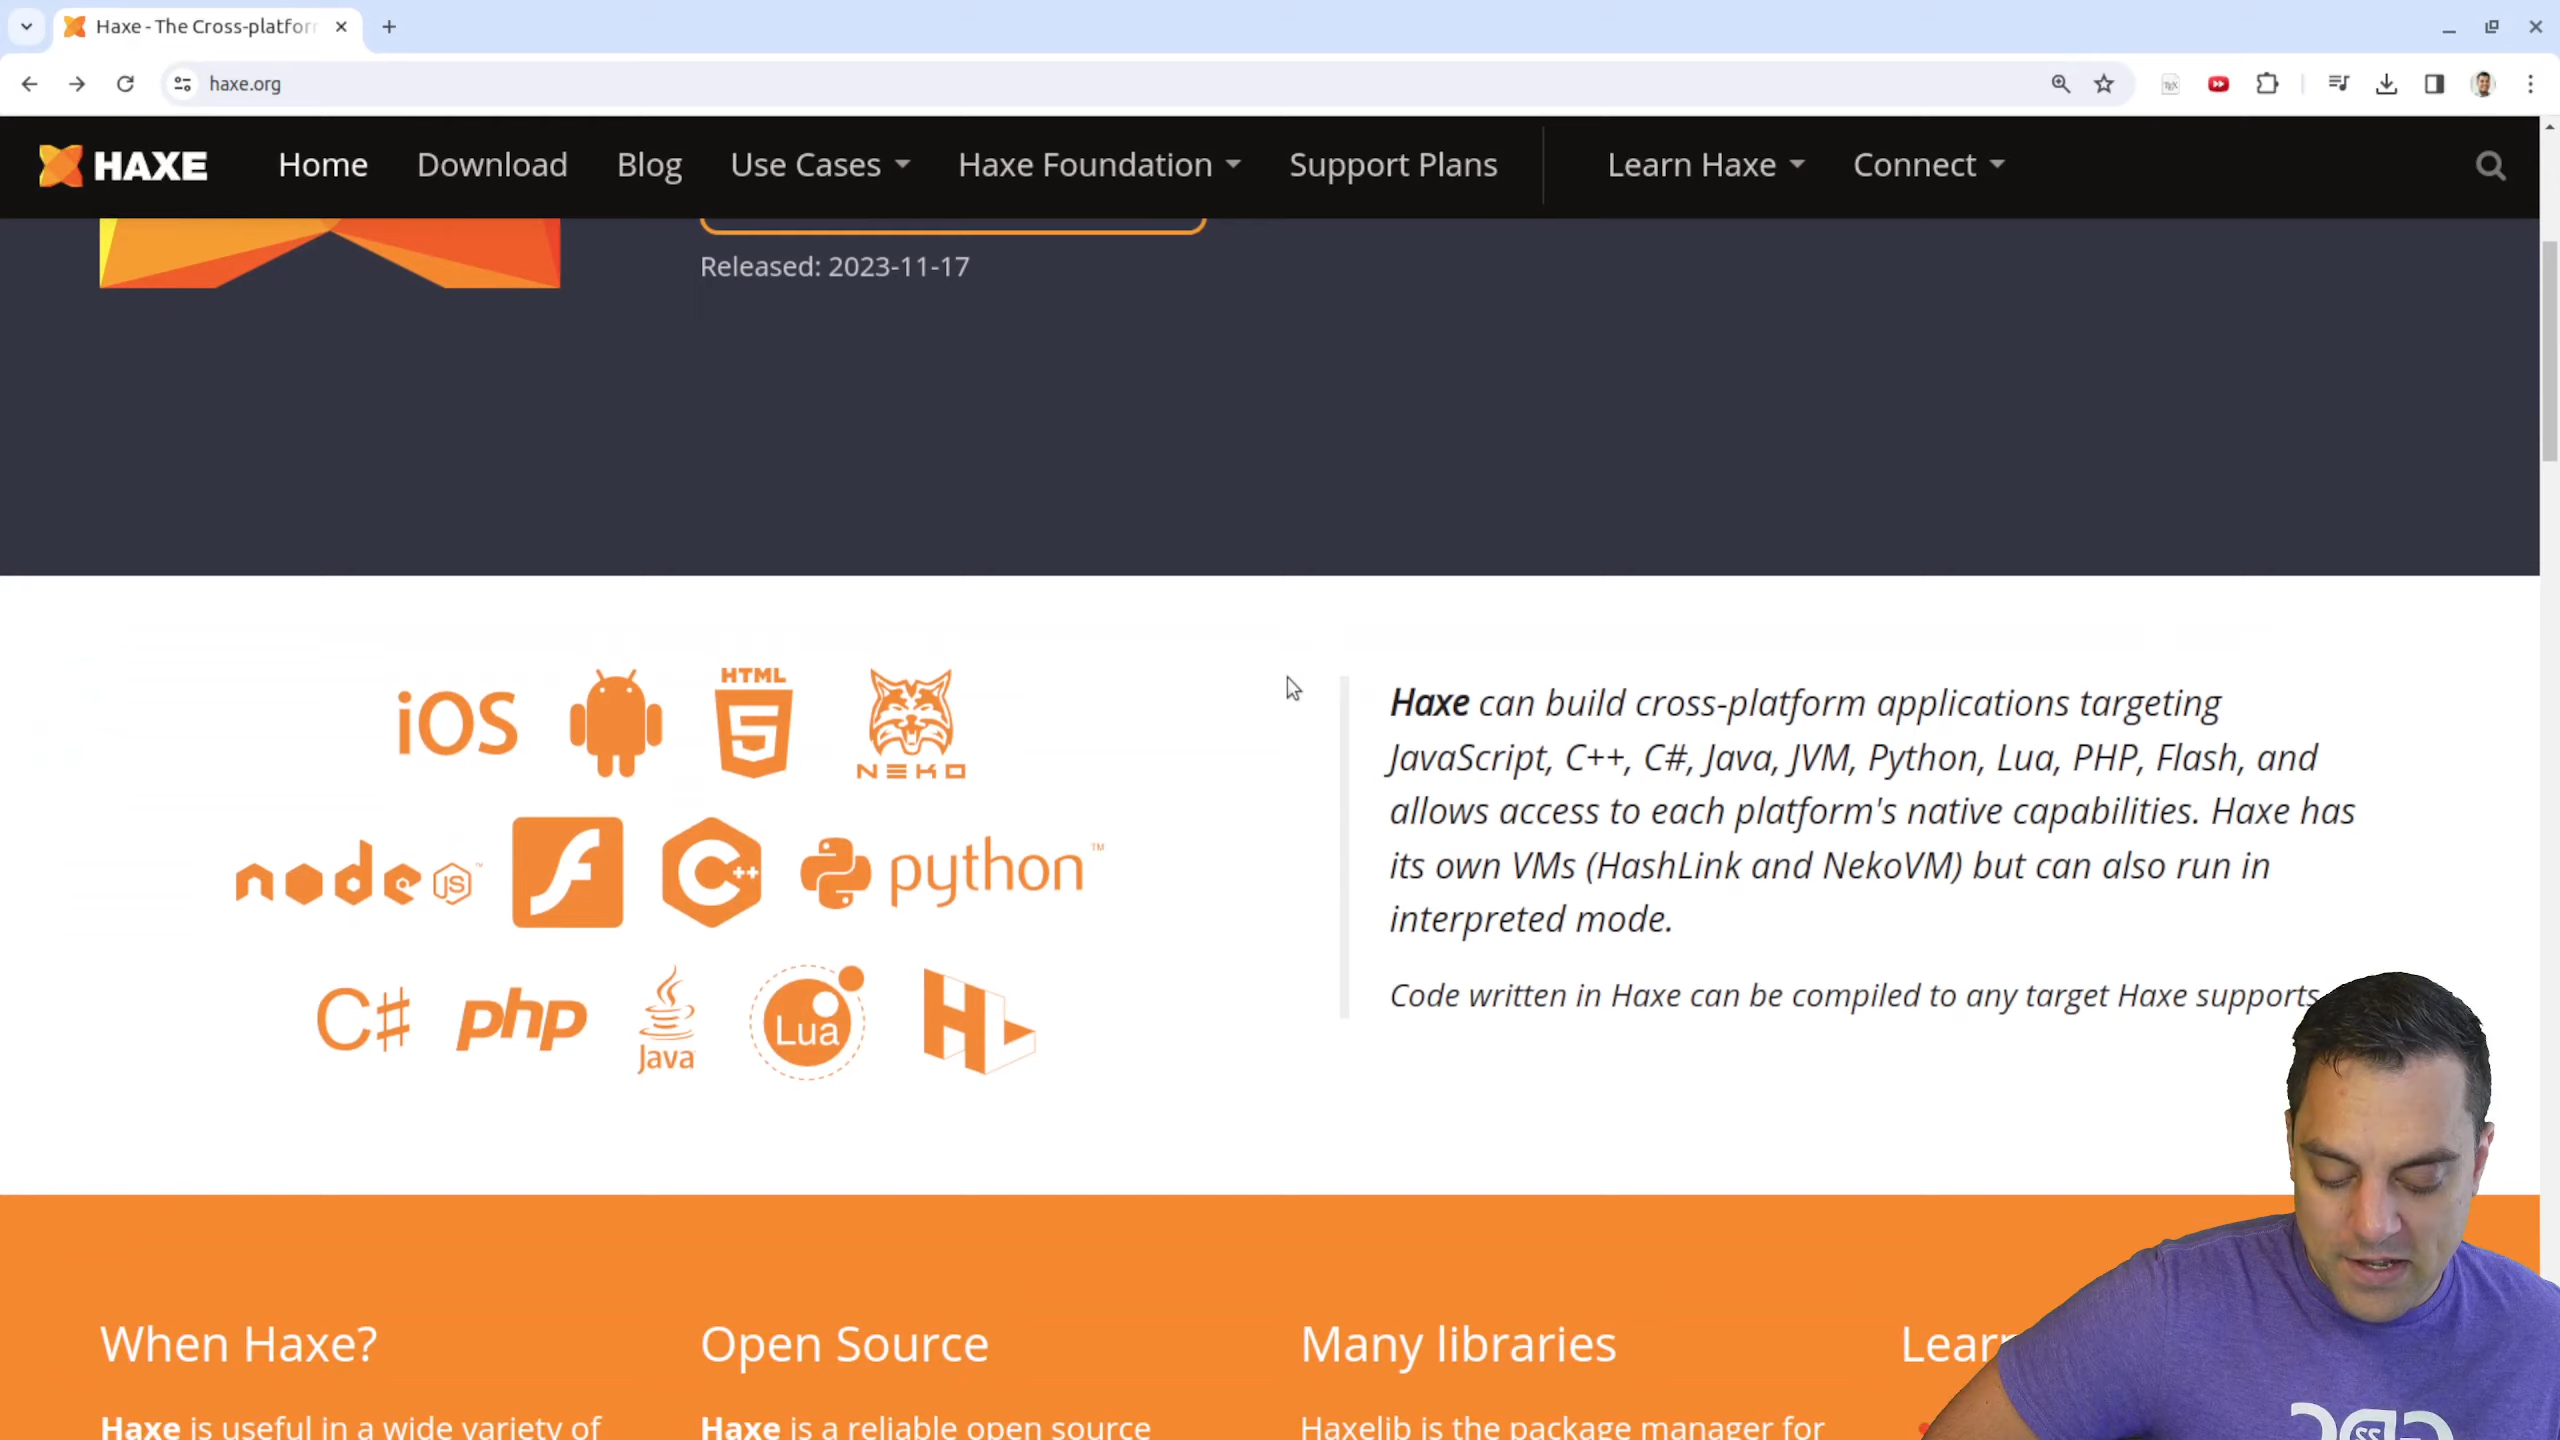 Haxe - The Cross-platfor
haxe.org
HAXE Home Download Blog Use Cases Haxe Foundation Support Plans Learn Haxe Connect
Released: 2023-11-17
iOS HTML 5 NEKO
node JS ™ C++ python ™
C# php Java Lua HL
Haxe can build cross-platform applications targeting
JavaScript, C++, C#, Java, JVM, Python, Lua, PHP, Flash, and
allows access to each platform's native capabilities. Haxe has
its own VMs (HashLink and NekoVM) but can also run in
interpreted mode.
Code written in Haxe can be compiled to any target Haxe supports
When Haxe?
Haxe is useful in a wide variety of
Open Source
Haxe is a reliable open source
Many libraries
Haxelib is the package manager for
Lear